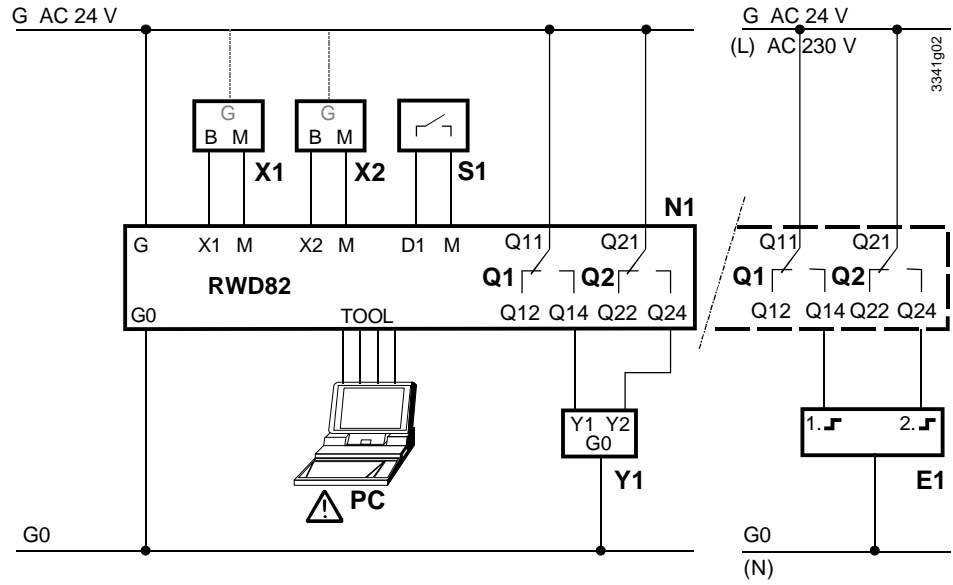 G AC 24 V
G AC 24 V
(L) AC 230 V
3341g02
G
B M
X1
G
B M
X2
S1
N1
G X1 M X2 M D1 M Q11 Q21
Q11 Q21
RWD82
Q1 Q2
Q1 Q2
G0 TOOL Q12 Q14 Q22 Q24
Q12 Q14 Q22 Q24
Y1 Y2
G0
Y1
1. 2.
E1
PC
G0
G0
(N)